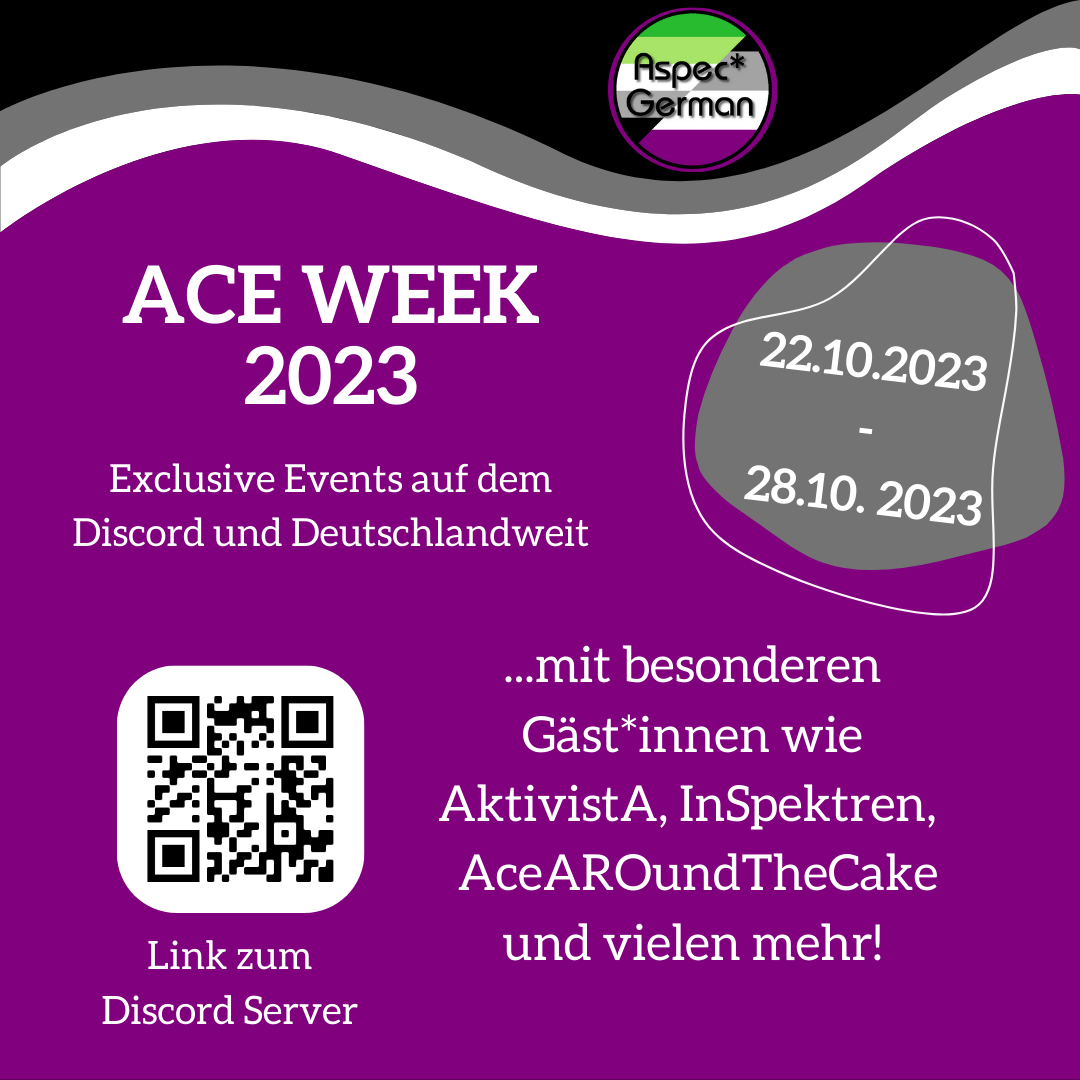 Aspec*
German
ACE WEEK
2023
22.10.2023
-
28.10. 2023
Exclusive Events auf dem
Discord und Deutschlandweit
...mit besonderen
Gäst*innen wie
AktivistA, InSpektren,
AceAROundTheCake
und vielen mehr!
Link zum
Discord Server